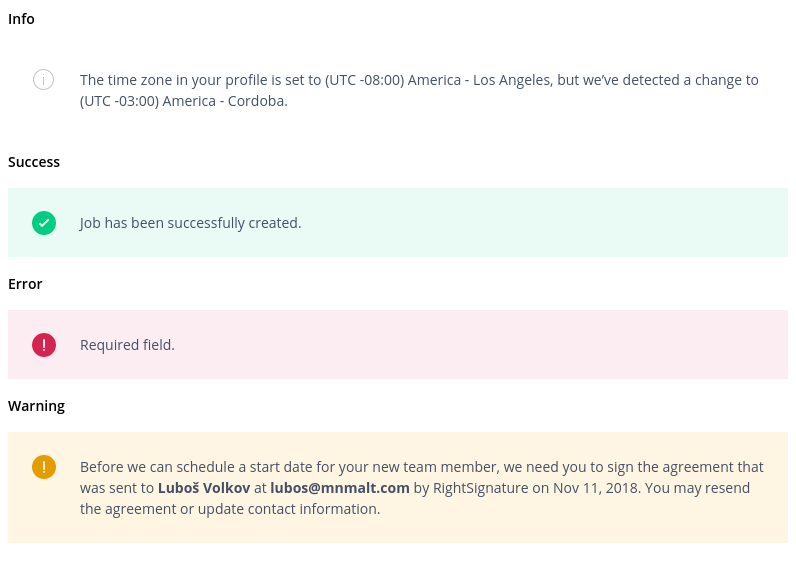 Info
The time zone in your profile is set to (UTC -08:00) America - Los Angeles, but we’ve detected a change to
(UTC -03:00) America - Cordoba.
Success
Job has been successfully created.
Error
Required field.
Warning
Before we can schedule a start date for your new team member, we need you to sign the agreement that
was sent to Luboš Volkov at lubos@mnmalt.com by RightSignature on Nov 11, 2018. You may resend
the agreement or update contact information.